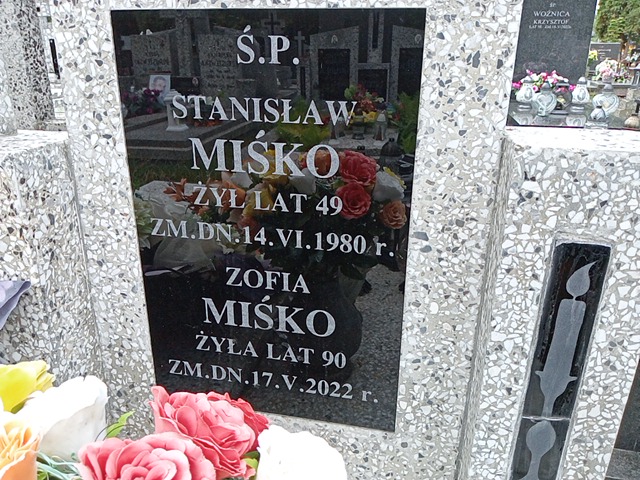 Ś.P.
STANISŁAW
MIŚKO
ŻYŁ LAT 49
ZM.DN.14.VI.1980 r.
ZOFIA
MIŚKO
ŻYŁA LAT 90
ZM.DN.17.V.2022 r.
WOŹNICA
KRZYSZTOF